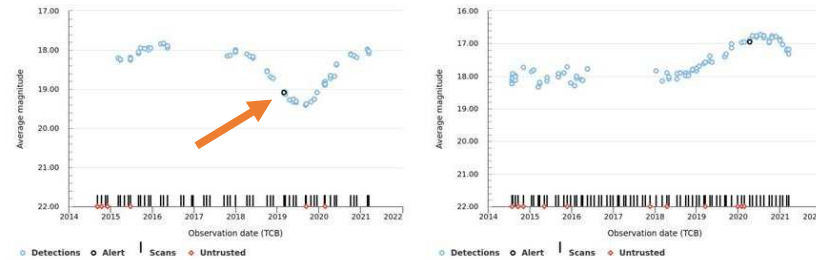 17.00
18.00
19.00
20.00
21.00
22.00
Average magnitude
2014 2015 2016 2017 2018 2019 2020 2021 2022
Observation date (TCB)
Detections Alert Scans Untrusted
16.00
17.00
18.00
19.00
20.00
21.00
22.00
Average magnitude
2014 2015 2016 2017 2018 2019 2020 2021
Observation date (TCB)
Detections Alert Scans Untrusted